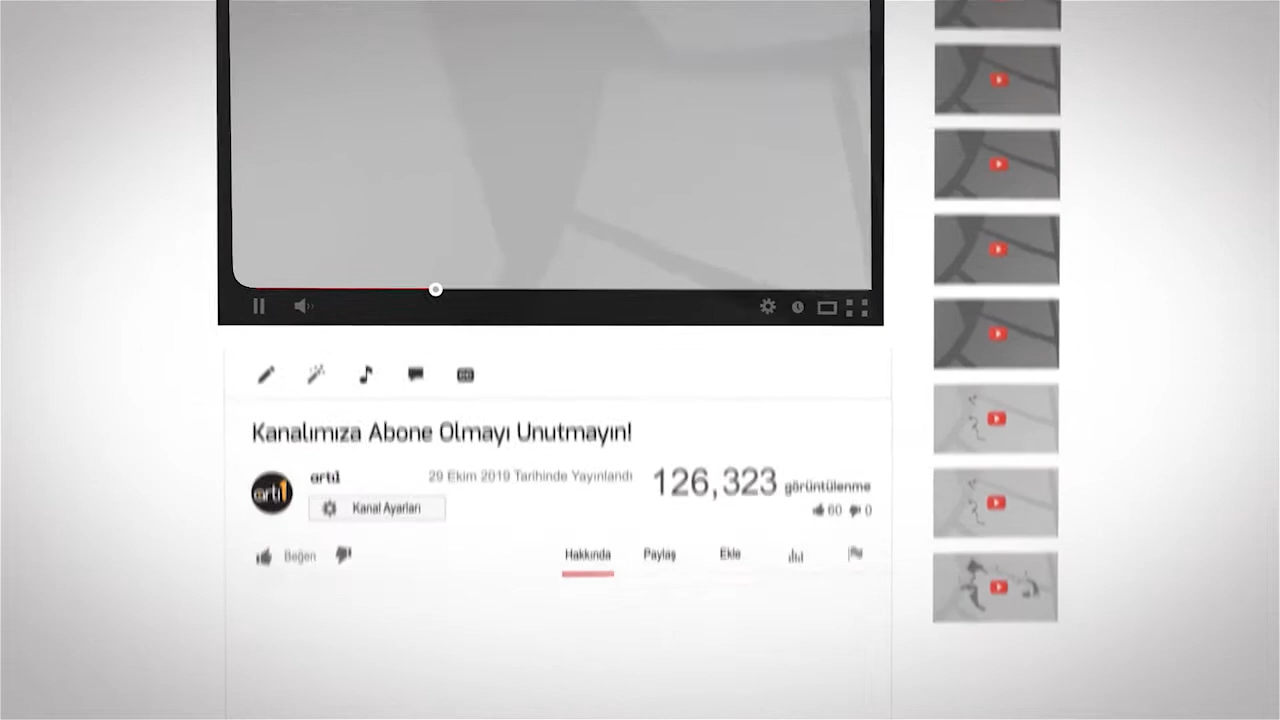 Kanalımıza Abone Olmayı Unutmayın!
artı1
artı1
29 Ekim 2019 Tarihinde Yayınlandı
126,323 görüntülenme
Kanal Ayarları
60 0
Beğen
Hakkında Paylaş Ekle